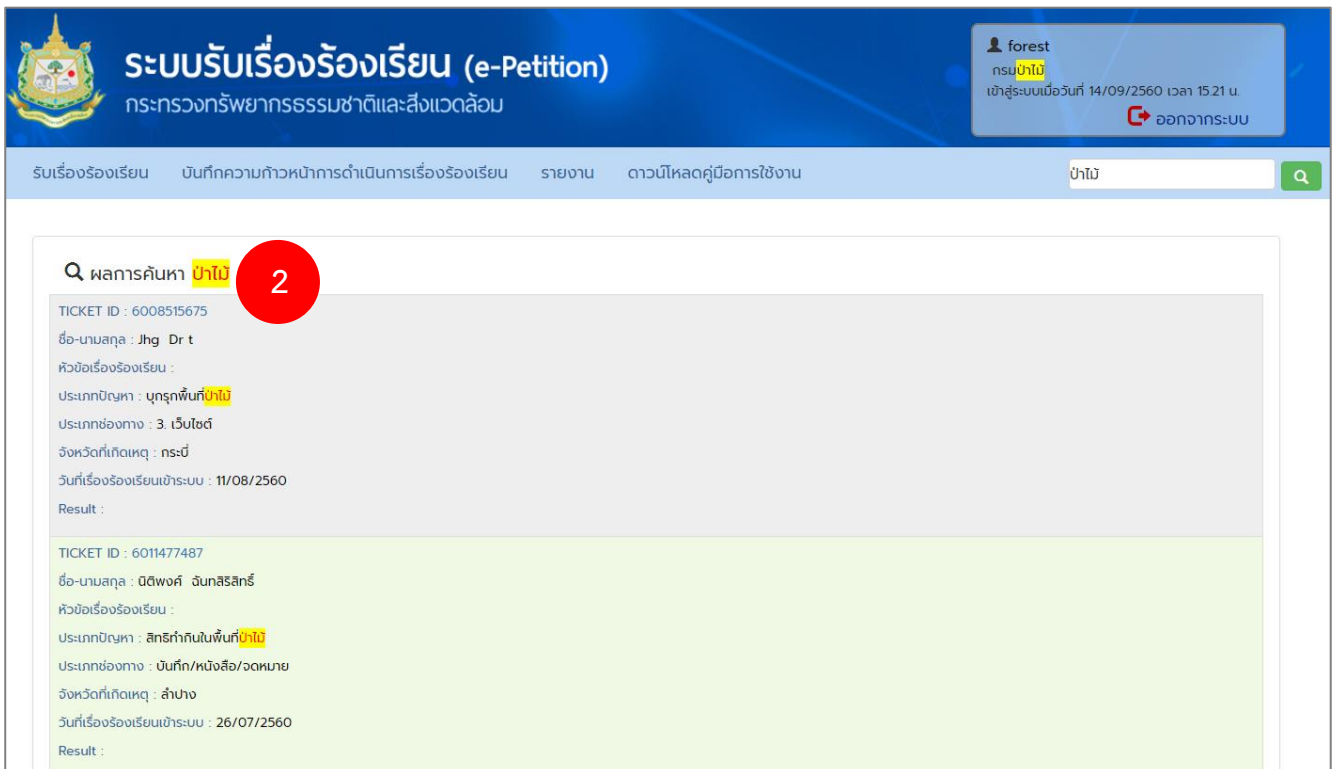 ระบบรับเรื่องร้องเรียน (e-Petition)
กระทรวงทรัพยากรธรรมชาติและสิ่งแวดล้อม
forest
กรมป่าไม้
เข้าสู่ระบบเมื่อวันที่ 14/09/2560 เวลา 15.21 น.
ออกจากระบบ
รับเรื่องร้องเรียน บันทึกความก้าวหน้าการดำเนินการเรื่องร้องเรียน รายงาน ดาวน์โหลดคู่มือการใช้งาน ป่าไม้
ผลการค้นหา ป่าไม้ 2
TICKET ID : 6008515675
ชื่อ-นามสกุล : Jhg Dr t
หัวข้อเรื่องร้องเรียน :
ประเภทปัญหา : บุกรุกพื้นที่ป่าไม้
ประเภทช่องทาง : 3. เว็บไซต์
จังหวัดที่เกิดเหตุ : กระบี่
วันที่เรื่องร้องเรียนเข้าระบบ : 11/08/2560
Result :
TICKET ID : 6011477487
ชื่อ-นามสกุล : นิติพงศ์ ฉันทสิริสิทธิ์
หัวข้อเรื่องร้องเรียน :
ประเภทปัญหา : สิทธิทำกินในพื้นที่ป่าไม้
ประเภทช่องทาง : บันทึก/หนังสือ/จดหมาย
จังหวัดที่เกิดเหตุ : ลำปาง
วันที่เรื่องร้องเรียนเข้าระบบ : 26/07/2560
Result :